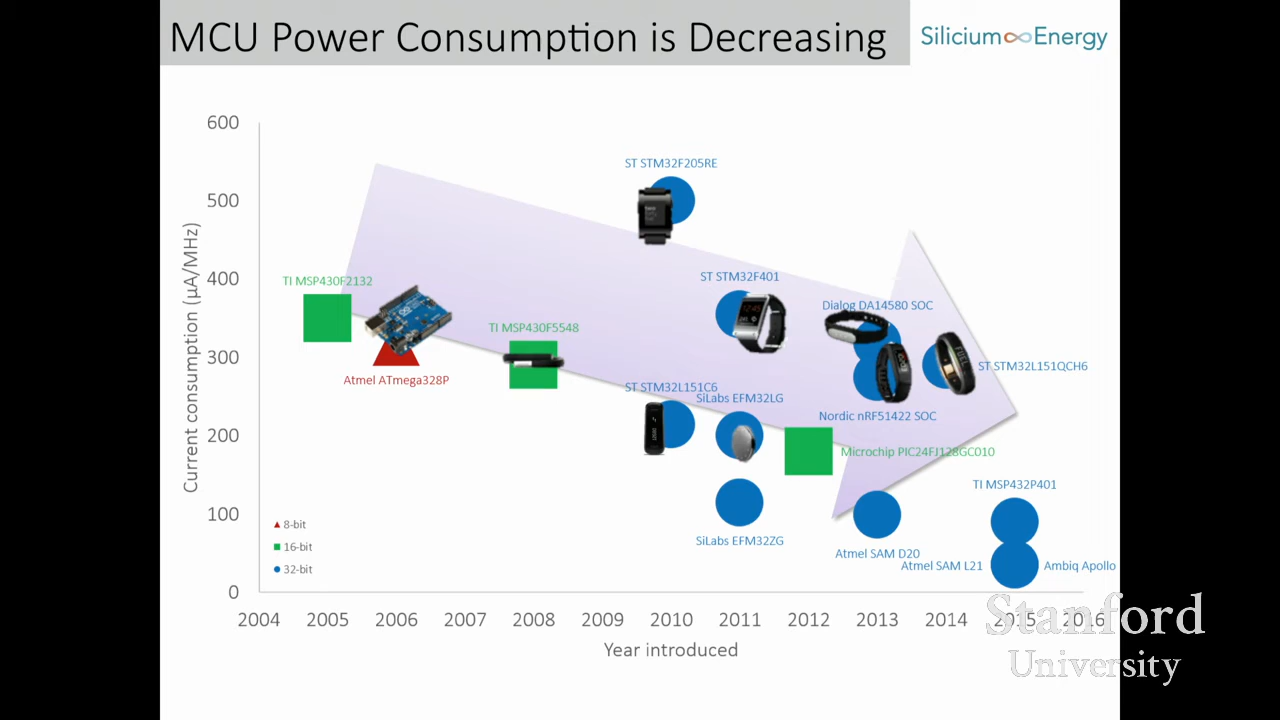 MCU Power Consumption is Decreasing
Silicium Energy
600
500
400
300
200
100
0
Current consumption (µA/MHz)
ST STM32F205RE
TI MSP430F2132
ST STM32F401
Dialog DA14580 SOC
TI MSP430F5548
Atmel ATmega328P
ST STM32L151C6
SiLabs EFM32LG
ST STM32L151QCH6
Nordic nRF51422 SOC
Microchip PIC24FJ128GC010
TI MSP432P401
SiLabs EFM32ZG
Atmel SAM D20
Atmel SAM L21
Ambiq Apollo
8-bit
16-bit
32-bit
2004 2005 2006 2007 2008 2009 2010 2011 2012 2013 2014 2015 2016
Year introduced
Stanford
University